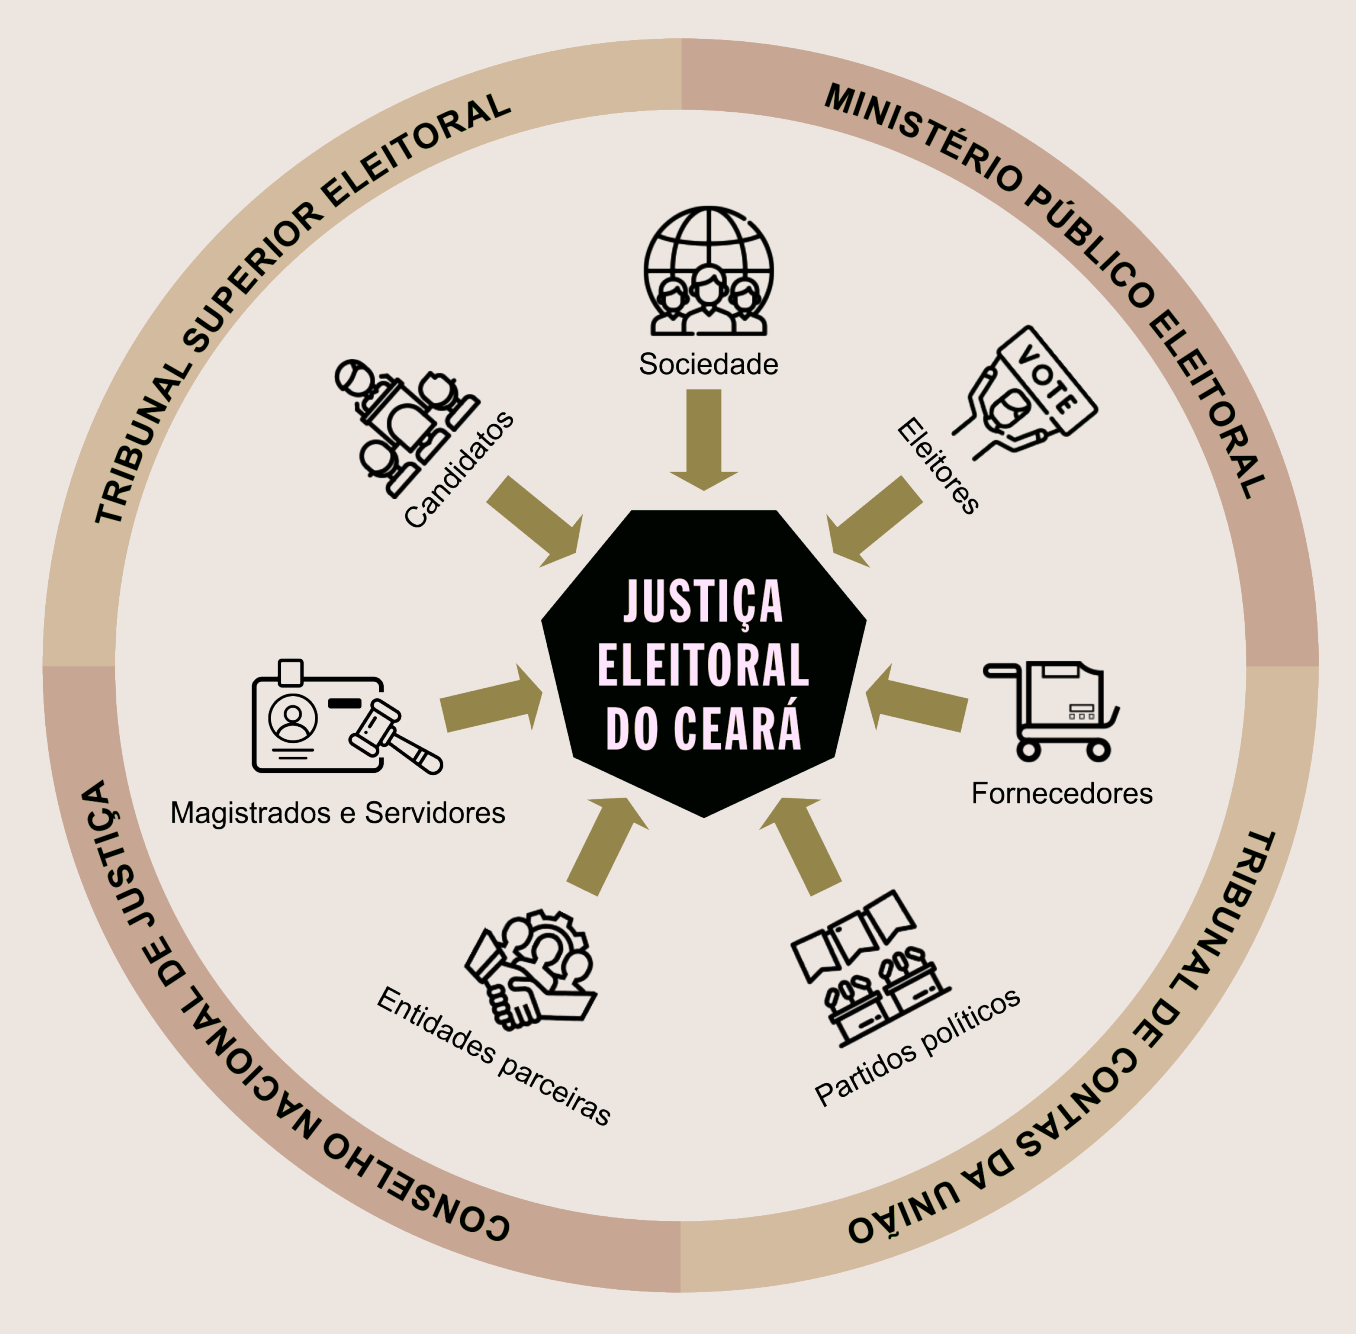 TRIBUNAL SUPERIOR ELEITORAL
MINISTÉRIO PÚBLICO ELEITORAL
Sociedade
VOTE
Candidatos
Eleitores
JUSTIÇA
ELEITORAL
DO CEARÁ
Magistrados e Servidores
Fornecedores
Entidades parceiras
Partidos políticos
CONSELHO NACIONAL DE JUSTIÇA
TRIBUNAL DE CONTAS DA UNIÃO